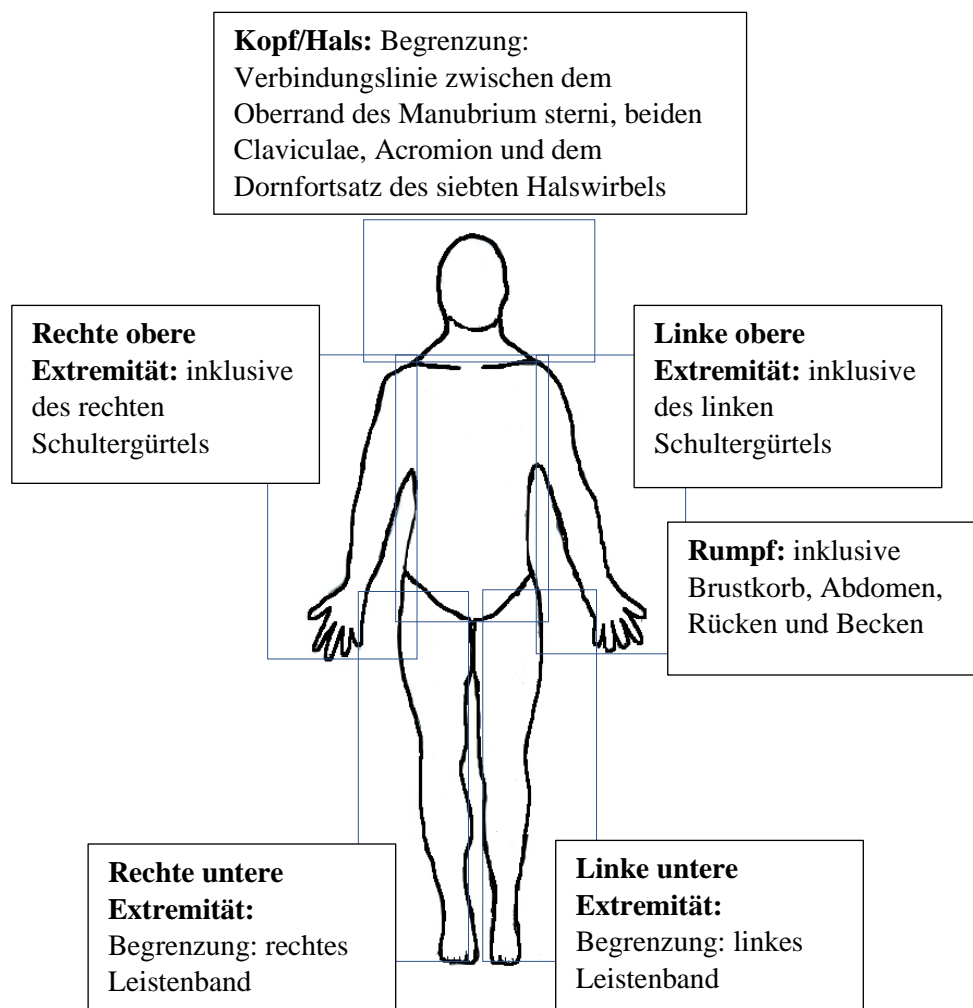 Kopf/Hals: Begrenzung:
Verbindungslinie zwischen dem
Oberrand des Manubrium sterni, beiden
Claviculae, Acromion und dem
Dornfortsatz des siebten Halswirbels
Rechte obere
Extremität: inklusive
des rechten
Schultergürtels
Linke obere
Extremität: inklusive
des linken
Schultergürtels
Rumpf: inklusive
Brustkorb, Abdomen,
Rücken und Becken
Rechte untere
Extremität:
Begrenzung: rechtes
Leistenband
Linke untere
Extremität:
Begrenzung: linkes
Leistenband